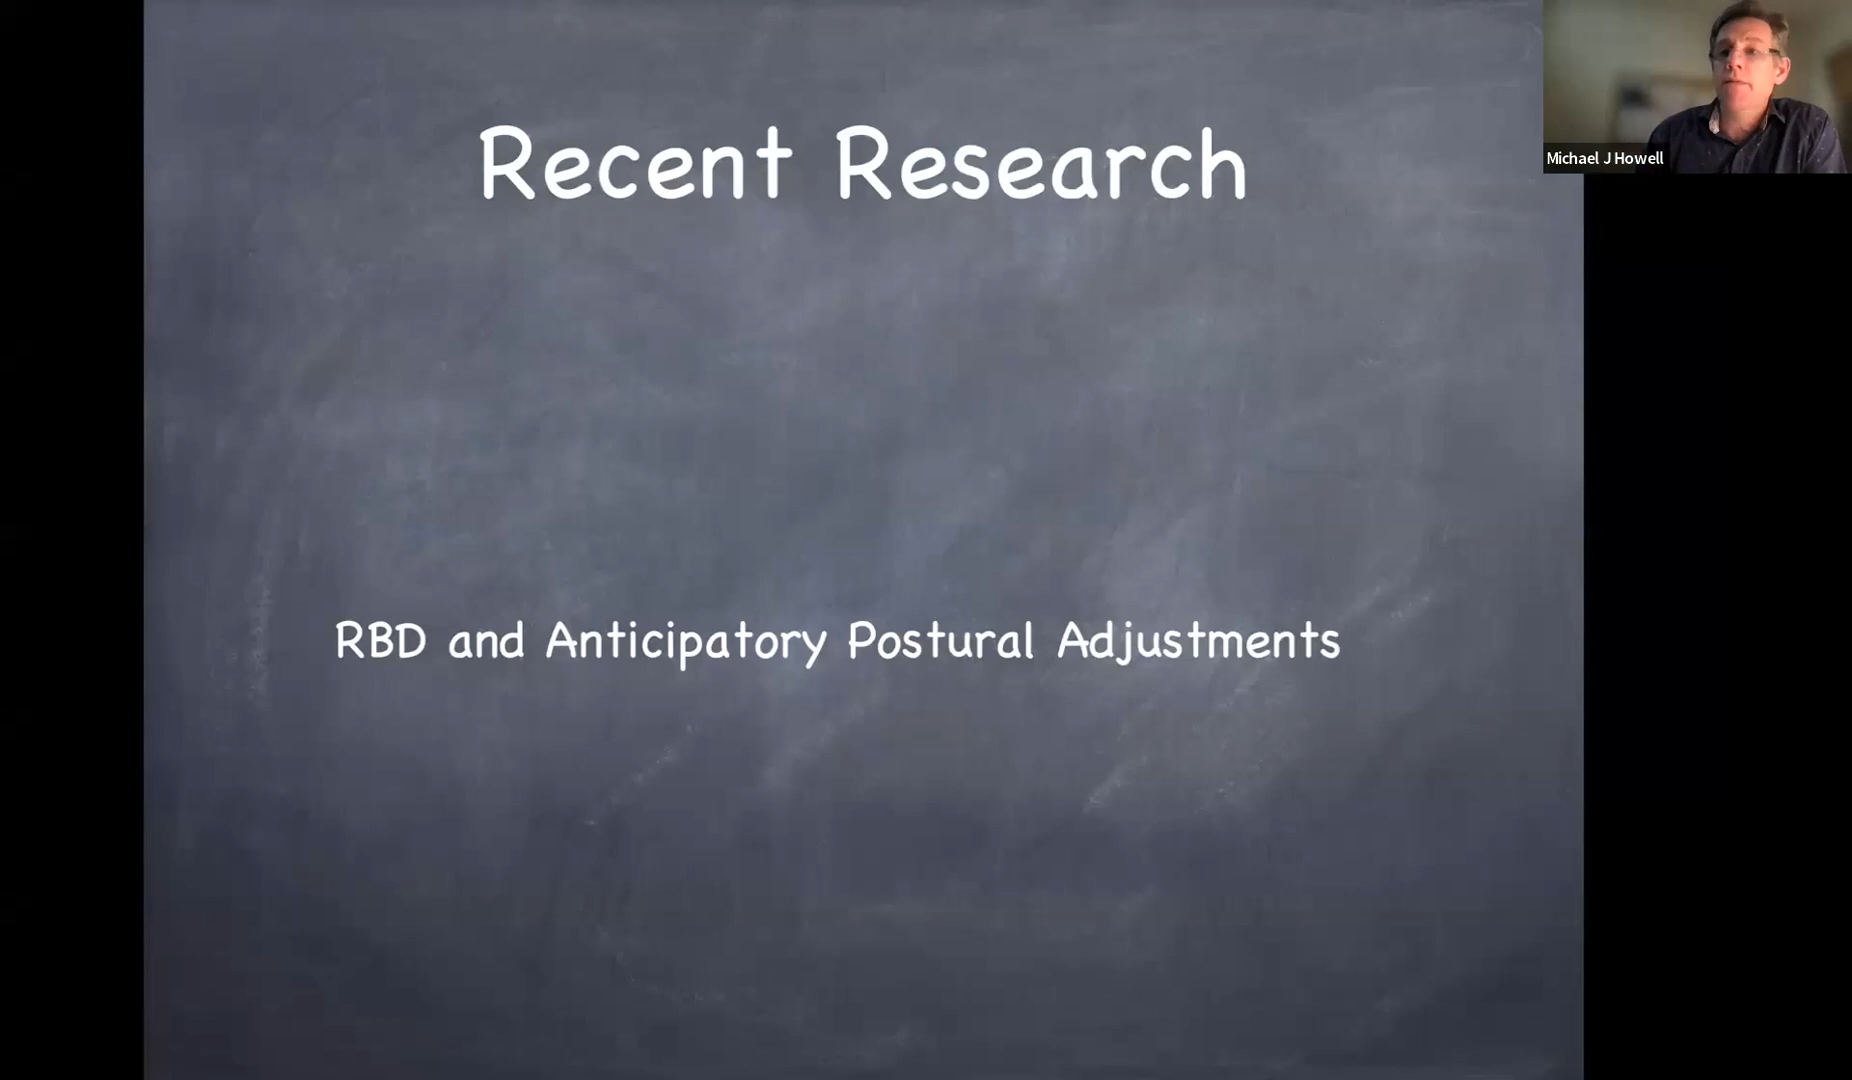 Recent Research
Michael J Howell
RBD and Anticipatory Postural Adjustments